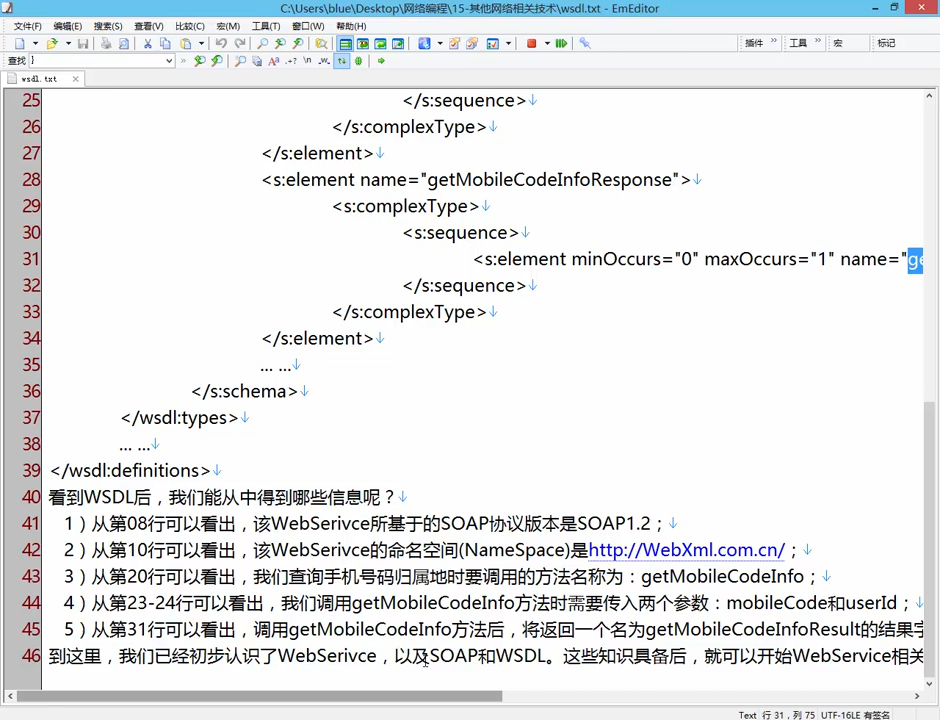 C:\Users\blue\Desktop\网络编程\15-其他网络相关技术\wsdl.txt - EmEditor
文件(F) 编辑(E) 搜索(S) 查看(V) 比较(C) 宏(M) 工具(T) 窗口(W) 帮助(H)
插件 » 工具 » 宏 标记
查找 }
wsdl.txt ×
25 </s:sequence>↓
26 </s:complexType>↓
27 </s:element>↓
28 <s:element name="getMobileCodeInfoResponse">↓
29 <s:complexType>↓
30 <s:sequence>↓
31 <s:element minOccurs="0" maxOccurs="1" name="ge
32 </s:sequence>↓
33 </s:complexType>↓
34 </s:element>↓
35 ... ...↓
36 </s:schema>↓
37 </wsdl:types>↓
38 ... ...↓
39 </wsdl:definitions>↓
40 看到WSDL后，我们能从中得到哪些信息呢？↓
41 1）从第08行可以看出，该WebSerivce所基于的SOAP协议版本是SOAP1.2；↓
42 2）从第10行可以看出，该WebSerivce的命名空间(NameSpace)是http://WebXml.com.cn/；↓
43 3）从第20行可以看出，我们查询手机号码归属地时要调用的方法名称为：getMobileCodeInfo；↓
44 4）从第23-24行可以看出，我们调用getMobileCodeInfo方法时需要传入两个参数：mobileCode和userId；↓
45 5）从第31行可以看出，调用getMobileCodeInfo方法后，将返回一个名为getMobileCodeInfoResult的结果字
46 到这里，我们已经初步认识了WebSerivce，以及SOAP和WSDL。这些知识具备后，就可以开始WebService相关
Text 行 31，列 75 UTF-16LE 有签名